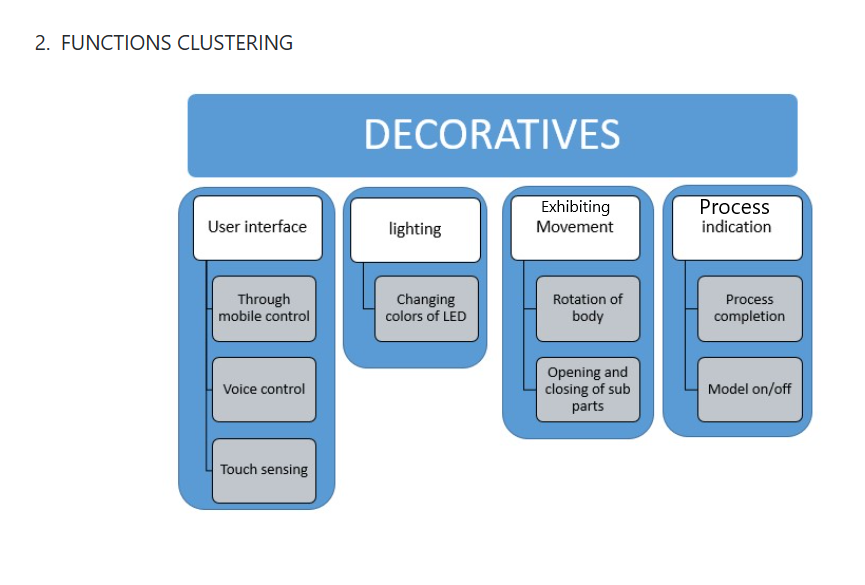 2. FUNCTIONS CLUSTERING
DECORATIVES
User interface
Through
mobile control
Voice control
Touch sensing
lighting
Changing
colors of LED
Exhibiting
Movement
Rotation of
body
Opening and
closing of sub
parts
Process
indication
Process
completion
Model on/off